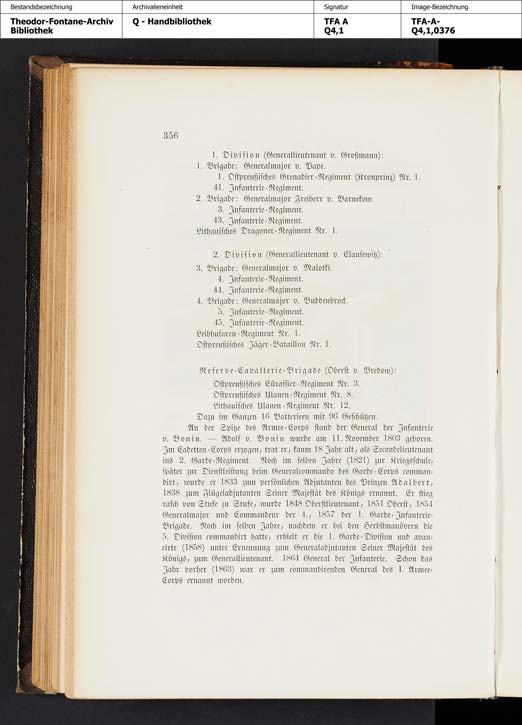 Bestandsbezeichnung Archivalieneinheit Signatur Image-Bezeichnung
Theodor-Fontane-Archiv Q - Handbibliothek TFA A TFA-A-
Bibliothek Q4,1 Q4,1,0376
356
1. Division (Generallieutenant v. Großmann):
1. Brigade: Generalmajor v. Pape.
1. Ostpreußisches Grenadier-Regiment (Kronprinz) Nr. 1.
41. Infanterie-Regiment.
2. Brigade: Generalmajor Freiherr v. Barnekow.
3. Infanterie-Regiment.
43. Infanterie-Regiment.
Lithauisches Dragoner-Regiment Nr. 1.
2. Division (Generallieutenant v. Clausewitz):
3. Brigade: Generalmajor v. Malotki.
4. Infanterie-Regiment.
44. Infanterie-Regiment.
4. Brigade: Generalmajor v. Buddenbrock.
5. Infanterie-Regiment.
45. Infanterie-Regiment.
Leibhusaren-Regiment Nr. 1.
Ostpreußisches Jäger-Bataillon Nr. 1.
Reserve-Cavallerie-Brigade (Oberst v. Bredow):
Ostpreußisches Cürassier-Regiment Nr. 3.
Ostpreußisches Ulanen-Regiment Nr. 8.
Lithauisches Ulanen-Regiment Nr. 12.
Dazu im Ganzen 16 Batterieen mit 96 Geschützen.
An der Spitze des Armee-Corps stand der General der Infanterie
v. Bonin. — Adolf v. Bonin wurde am 11. November 1803 geboren.
Im Cadetten-Corps erzogen, trat er, kaum 18 Jahr alt, als Secondelieutenant
ins 2. Garde-Regiment. Noch im selben Jahre (1821) zur Kriegsschule,
später zur Dienstleistung beim Generalcommando des Garde-Corps comman-
dirt, wurde er 1833 zum persönlichen Adjutanten des Prinzen Adalbert,
1838 zum Flügeladjutanten Seiner Majestät des Königs ernannt. Er stieg
rasch von Stufe zu Stufe, wurde 1848 Oberstlieutenant, 1851 Oberst, 1854
Generalmajor und Commandeur der 4., 1857 der 1. Garde-Infanterie-
Brigade. Noch im selben Jahre, nachdem er bei den Herbstmanövern die
5. Division commandirt hatte, erhielt er die 1. Garde-Division und avan-
cirte (1858) unter Ernennung zum Generaladjutanten Seiner Majestät des
Königs, zum Generallieutenant. 1864 General der Infanterie. Schon das
Jahr vorher (1863) war er zum commandirenden General des I. Armee-
Corps ernannt worden.